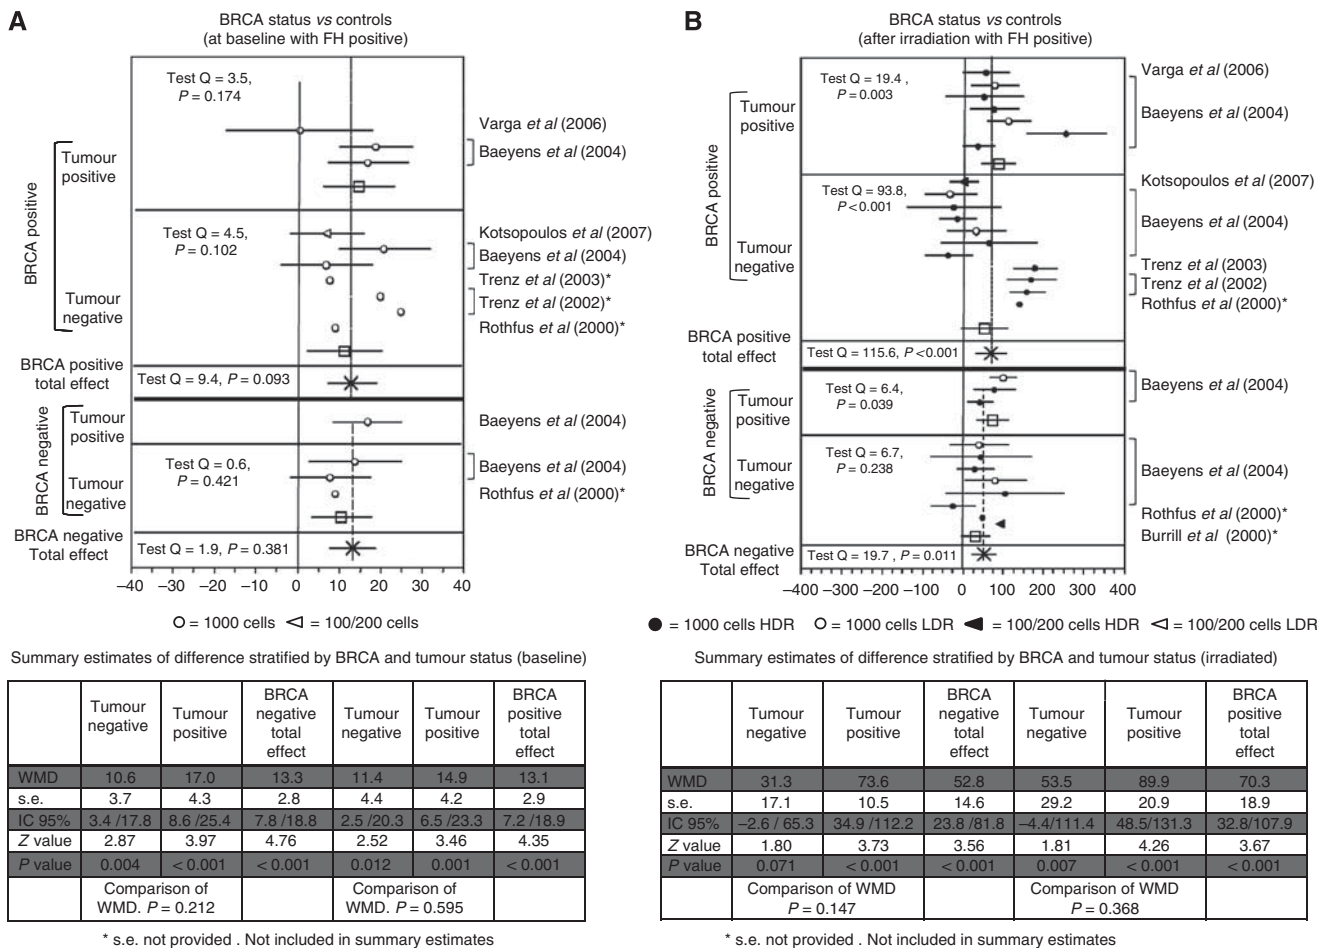 A
BRCA status vs controls
(at baseline with FH positive)
Test Q = 3.5,
P = 0.174
Varga et al (2006)
Baeyens et al (2004)
Tumour
positive
BRCA positive
Test Q = 4.5,
P = 0.102
Kotsopoulos et al (2007)
Baeyens et al (2004)
Trenz et al (2003)*
Trenz et al (2002)*
Rothfus et al (2000)*
Tumour
negative
BRCA positive
total effect
Test Q = 9.4, P = 0.093
BRCA negative
Tumour
positive
Baeyens et al (2004)
Test Q = 0.6,
P = 0.421
Tumour
negative
Baeyens et al (2004)
Rothfus et al (2000)*
BRCA negative
Total effect
Test Q = 1.9, P = 0.381
–40 –30 –20 –10 0 10 20 30 40
= 1000 cells = 100/200 cells
Summary estimates of difference stratified by BRCA and tumour status (baseline)
Tumour negative Tumour positive BRCA negative total effect Tumour negative Tumour positive BRCA positive total effect
WMD 10.6 17.0 13.3 11.4 14.9 13.1
s.e. 3.7 4.3 2.8 4.4 4.2 2.9
IC 95% 3.4 /17.8 8.6 /25.4 7.8 /18.8 2.5 /20.3 6.5 /23.3 7.2 /18.9
Z value 2.87 3.97 4.76 2.52 3.46 4.35
P value 0.004 < 0.001 < 0.001 0.012 0.001 < 0.001
Comparison of WMD. P = 0.212 Comparison of WMD. P = 0.595
* s.e. not provided . Not included in summary estimates
B
BRCA status vs controls
(after irradiation with FH positive)
Test Q = 19.4 ,
P = 0.003
Varga et al (2006)
Baeyens et al (2004)
Tumour
positive
BRCA positive
Test Q = 93.8,
P <0.001
Kotsopoulos et al (2007)
Baeyens et al (2004)
Tumour
negative
Trenz et al (2003)
Trenz et al (2002)
Rothfus et al (2000)*
BRCA positive
total effect
Test Q = 115.6, P <0.001
BRCA negative
Tumour
positive
Test Q = 6.4,
P = 0.039
Baeyens et al (2004)
Tumour
negative
Test Q = 6.7,
P = 0.238
Baeyens et al (2004)
Rothfus et al (2000)*
Burrill et al (2000)*
BRCA negative
Total effect
Test Q = 19.7 , P = 0.011
–400 –300 –200 –100 0 100 200 300 400
= 1000 cells HDR = 1000 cells LDR = 100/200 cells HDR = 100/200 cells LDR
Summary estimates of difference stratified by BRCA and tumour status (irradiated)
Tumour negative Tumour positive BRCA negative total effect Tumour negative Tumour positive BRCA positive total effect
WMD 31.3 73.6 52.8 53.5 89.9 70.3
s.e. 17.1 10.5 14.6 29.2 20.9 18.9
IC 95% –2.6 / 65.3 34.9 /112.2 23.8 /81.8 –4.4/111.4 48.5/131.3 32.8/107.9
Z value 1.80 3.73 3.56 1.81 4.26 3.67
P value 0.071 < 0.001 < 0.001 0.007 < 0.001 < 0.001
Comparison of WMD P = 0.147 Comparison of WMD P = 0.368
* s.e. not provided . Not included in summary estimates